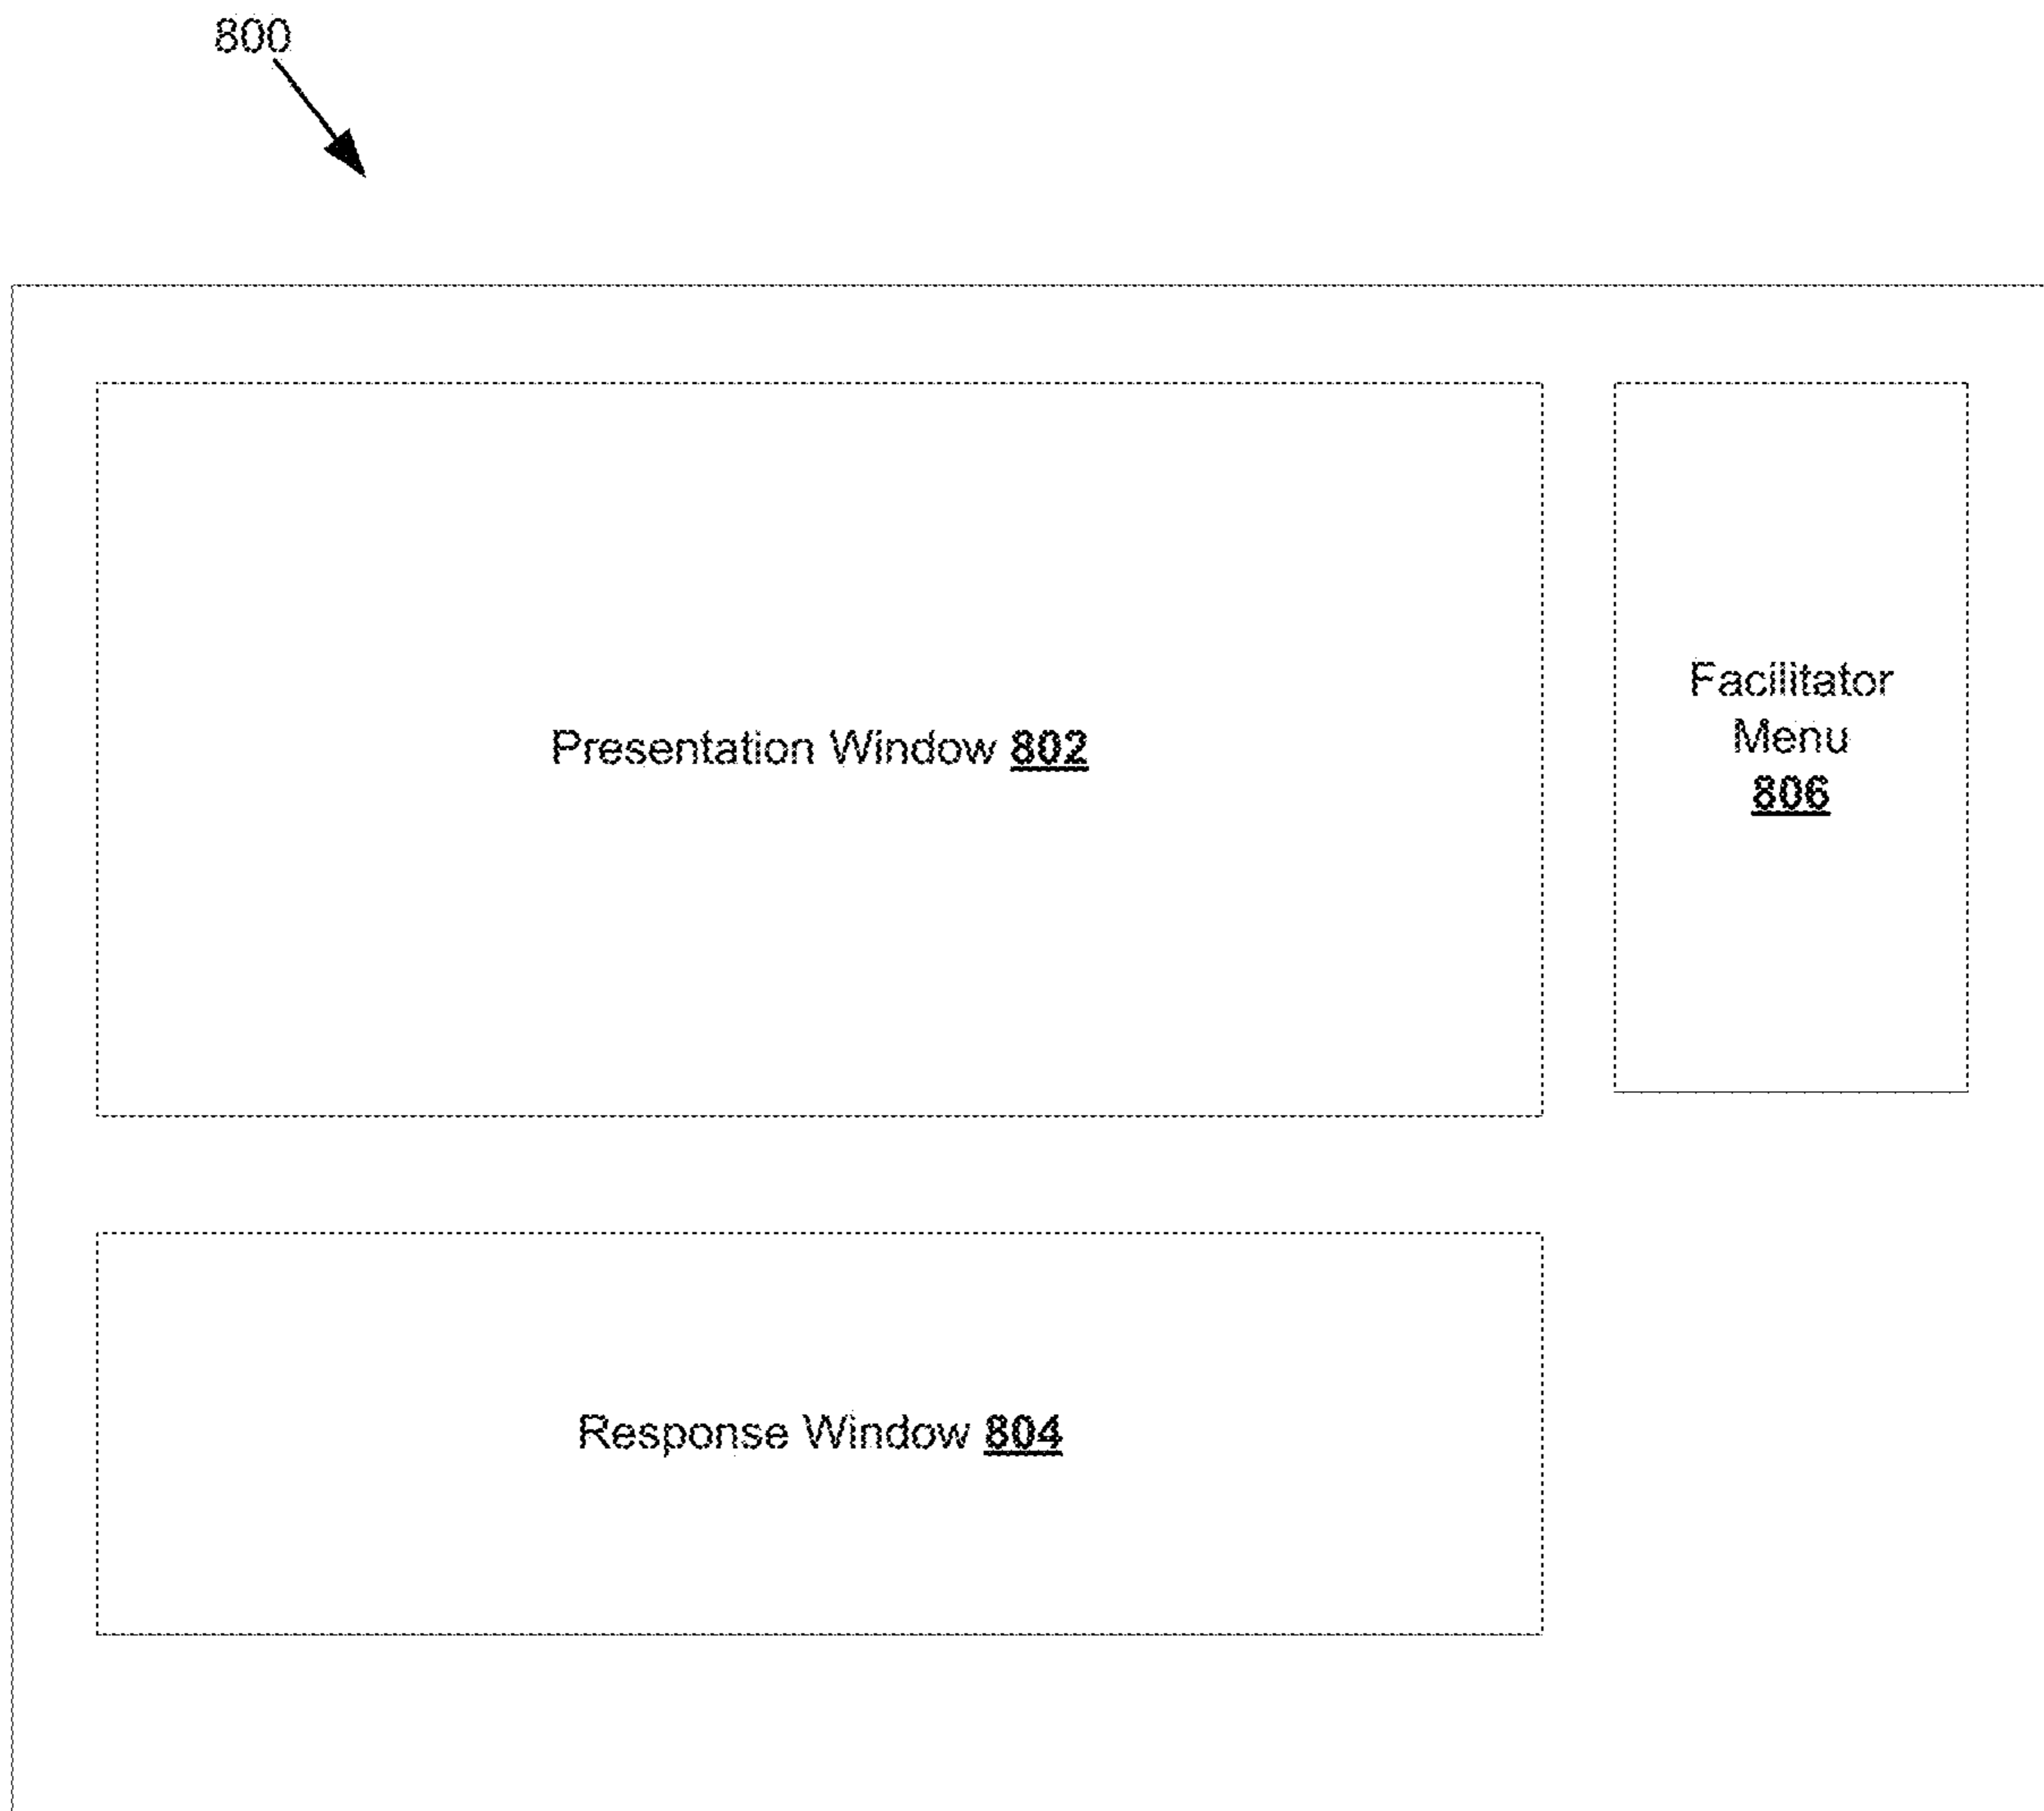 800
Presentation Window 802
Facilitator
Menu
806
Response Window 804